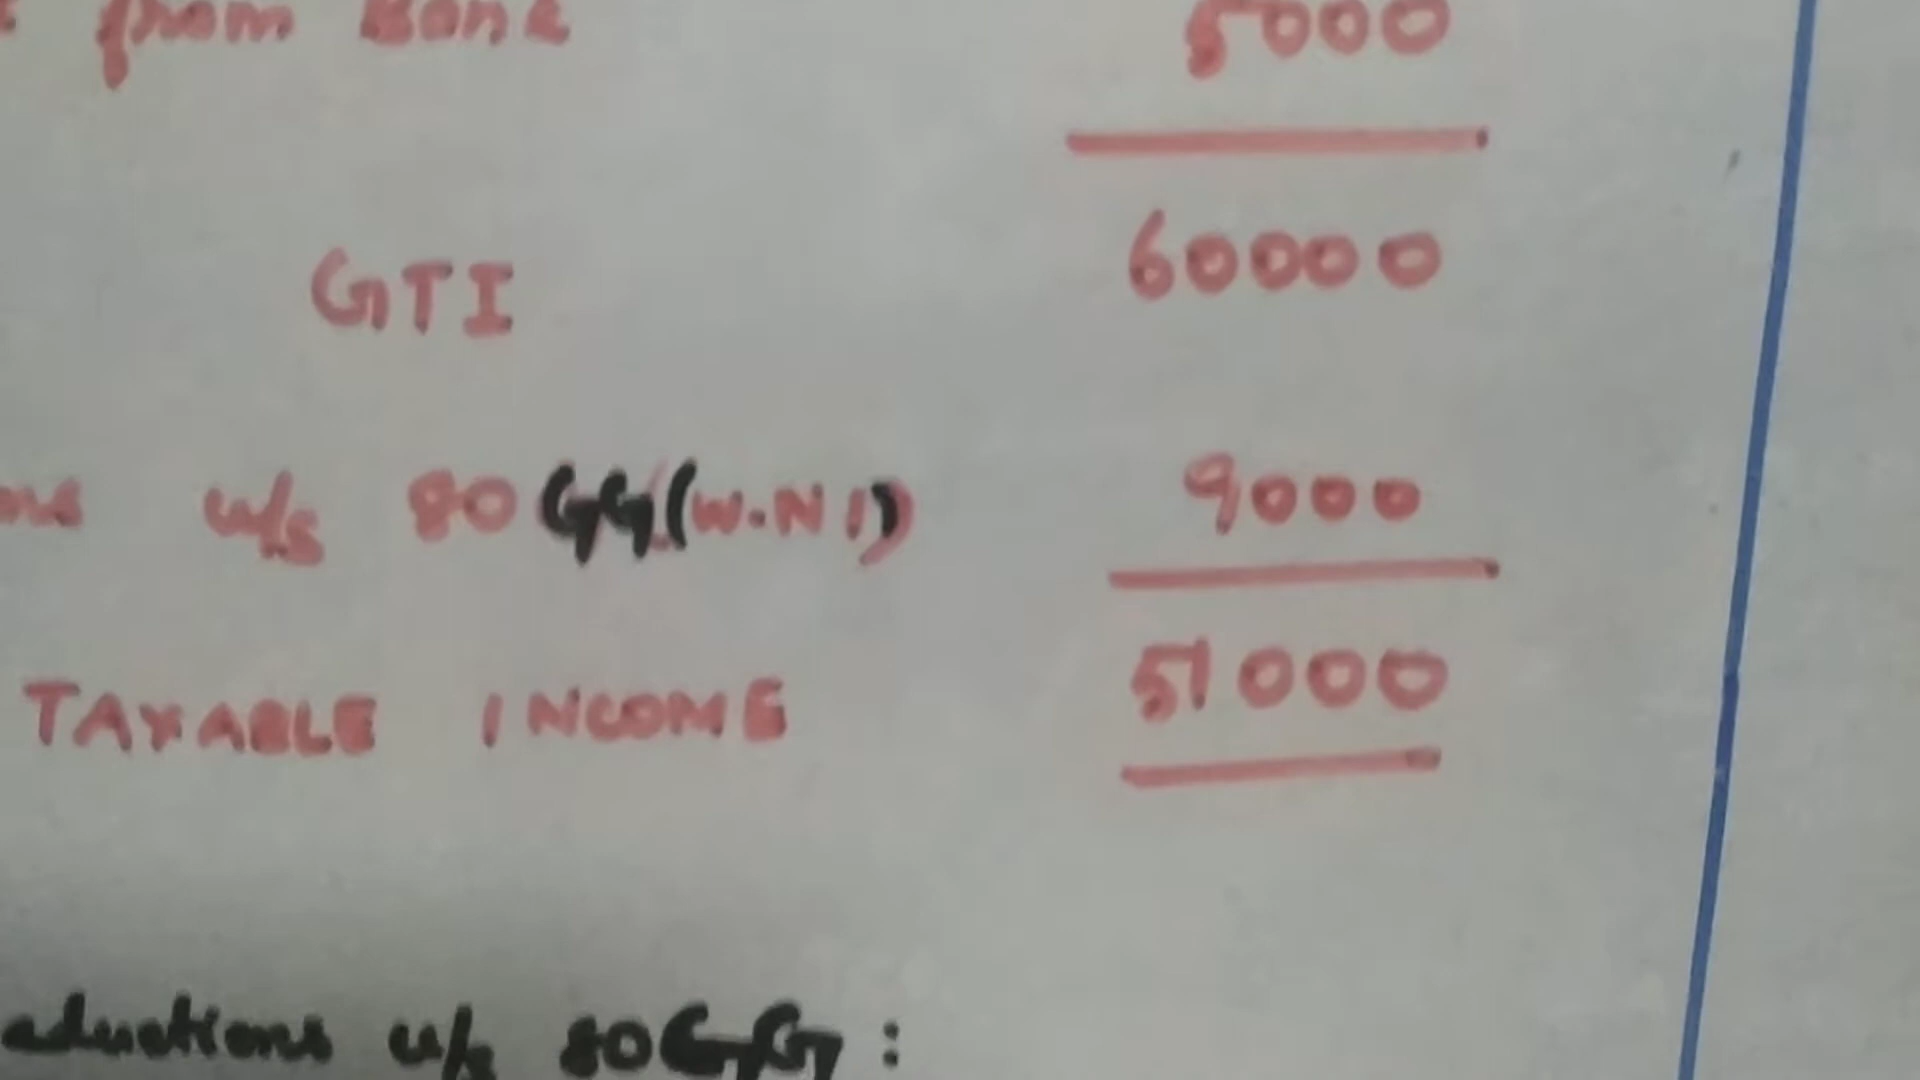 from Bank 5000
60000
GTI
u/s 80GG (W.N 1) 9000
TAXABLE INCOME 51000
u/s 80GG: